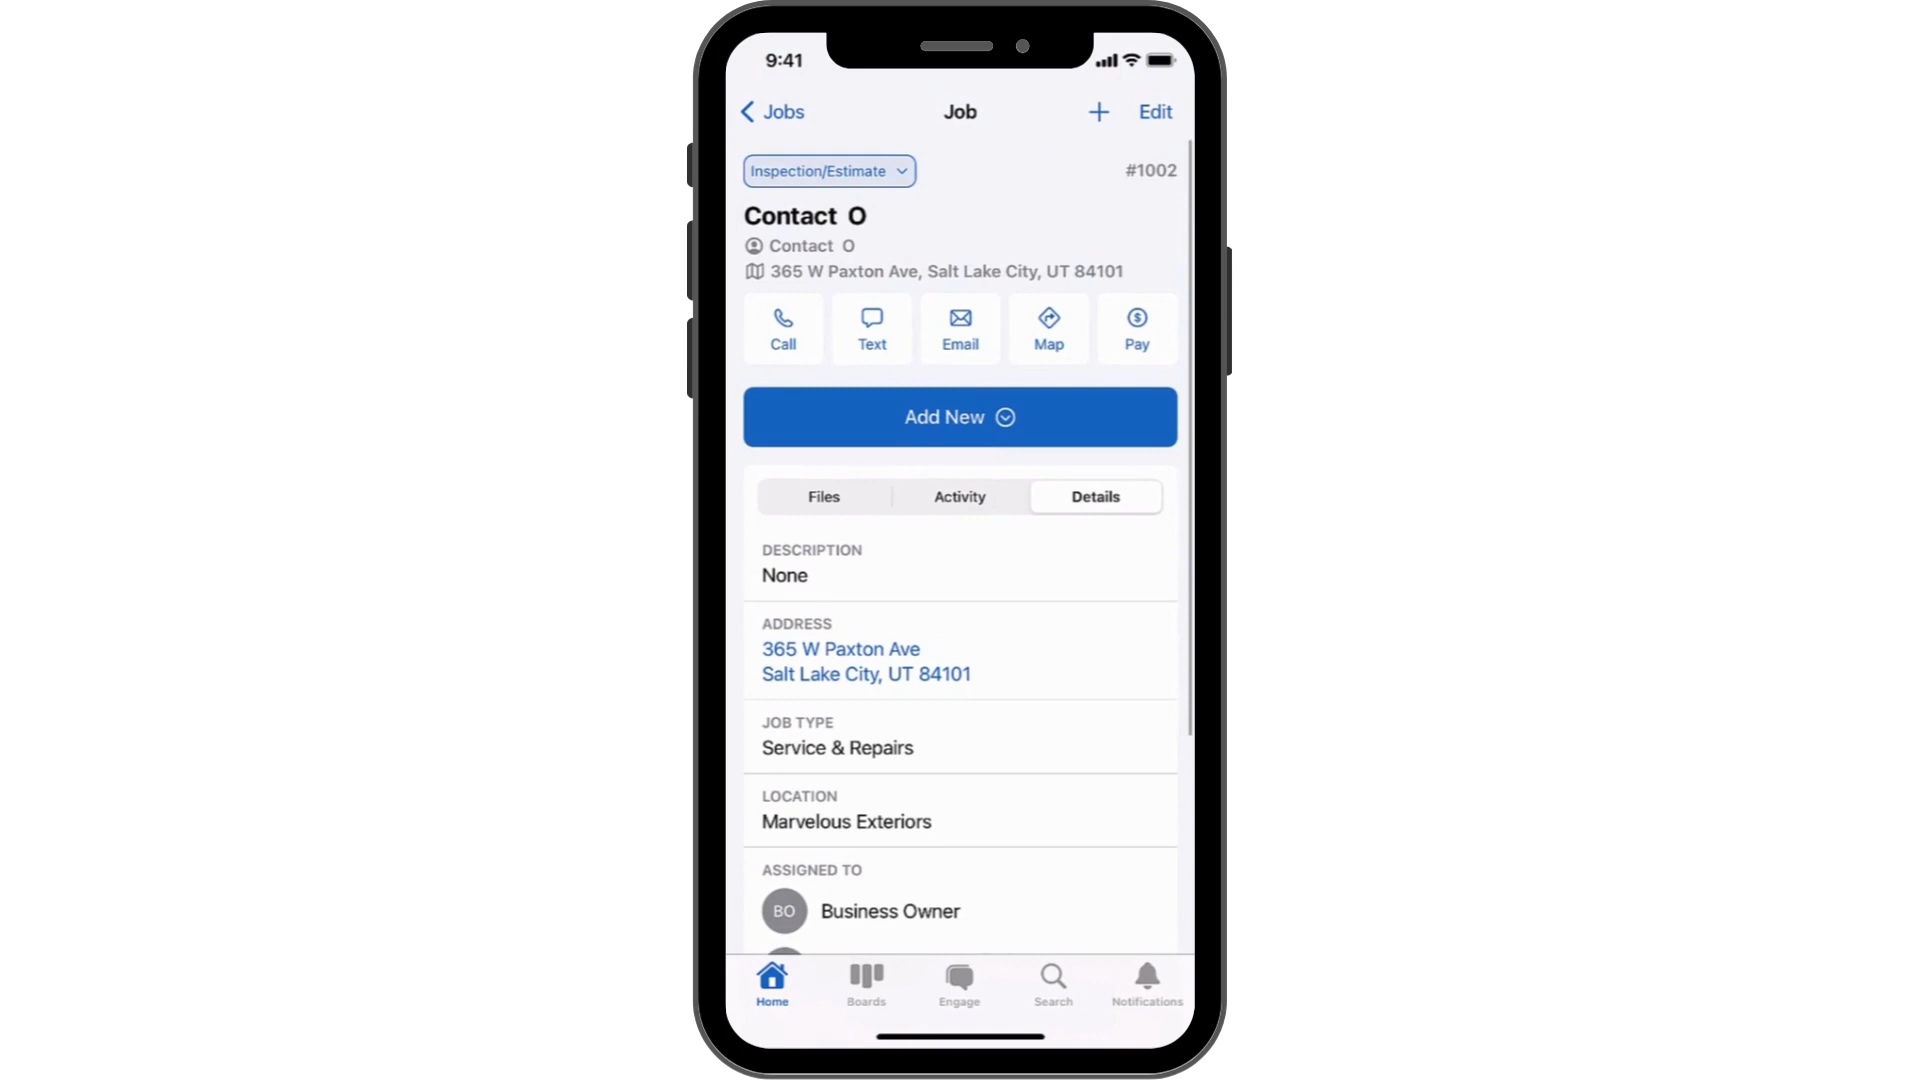 9:41
Jobs
Job
Edit
Inspection/Estimate
#1002
Contact O
Contact O
365 W Paxton Ave, Salt Lake City, UT 84101
Call
Text
Email
Map
Pay
Add New
Files
Activity
Details
DESCRIPTION
None
ADDRESS
365 W Paxton Ave
Salt Lake City, UT 84101
JOB TYPE
Service & Repairs
LOCATION
Marvelous Exteriors
ASSIGNED TO
BO
Business Owner
Home
Boards
Engage
Search
Notifications